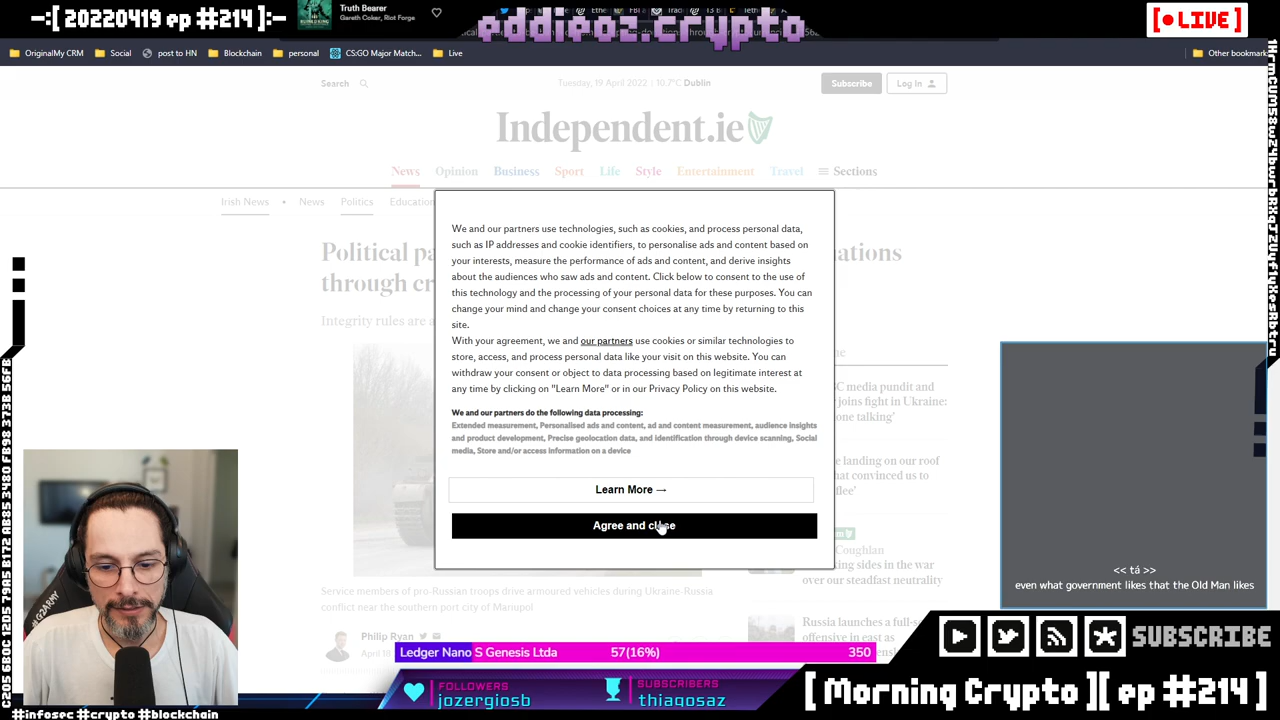 -:[ 20220419 ep #214 ]:-
Truth Bearer
Gareth Coker, Riot Forge
eddieoz.crypto
[ • LIVE ]
OriginalMy CRM
Social
post to HN
Blockchain
personal
CS:GO Major Match...
Live
Other bookmark
Search
Tuesday, 19 April 2022 | 10.7°C Dublin
Subscribe
Log In
Independent.ie
News
Opinion
Business
Sport
Life
Style
Entertainment
Travel
Sections
Irish News
News
Politics
Education
Political pa
ations
through cr
Integrity rules are a
We and our partners use technologies, such as cookies, and process personal data,
such as IP addresses and cookie identifiers, to personalise ads and content based on
your interests, measure the performance of ads and content, and derive insights
about the audiences who saw ads and content. Click below to consent to the use of
this technology and the processing of your personal data for these purposes. You can
change your mind and change your consent choices at any time by returning to this
site.
With your agreement, we and our partners use cookies or similar technologies to
store, access, and process personal data like your visit on this website. You can
withdraw your consent or object to data processing based on legitimate interest at
any time by clicking on "Learn More" or in our Privacy Policy on this website.
We and our partners do the following data processing:
Extended measurement, Personalised ads and content, ad and content measurement, audience insights
and product development, Precise geolocation data, and identification through device scanning, Social
media, Store and/or access information on a device
Learn More →
Agree and close
C media pundit and
joins fight in Ukraine:
one talking'
e landing on our roof
hat convinced us to
flee'
Coghlan
king sides in the war
over our steadfast neutrality
Russia launches a full-sc
offensive in east as
Service members of pro-Russian troops drive armoured vehicles during Ukraine-Russia
conflict near the southern port city of Mariupol
Philip Ryan
April 18
<< tá >>
even what government likes that the Old Man likes
Ledger Nano S Genesis Ltda
57(16%)
350
FOLLOWERS
jozergiosb
SUBSCRIBERS
thiagosaz
SUBSCRIBE
[ Morning Crypto ][ ep #214 ]
#infosec #crypto #blockchain